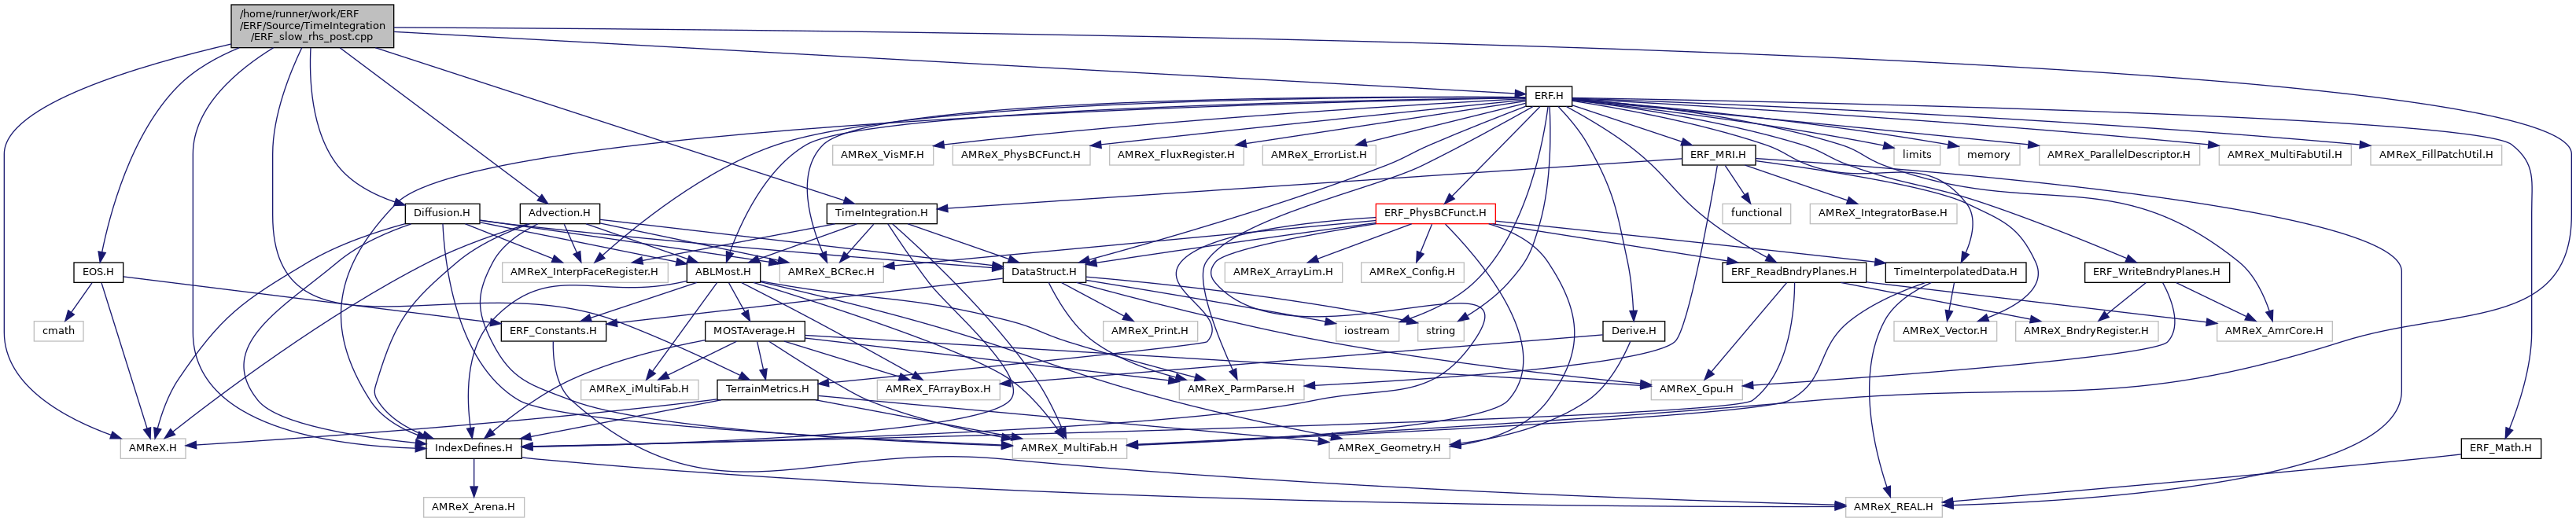 /home/runner/work/ERF
/ERF/Source/TimeIntegration
/ERF_slow_rhs_post.cpp
ERF.H
AMReX_VisMF.H
AMReX_PhysBCFunct.H
AMReX_FluxRegister.H
AMReX_ErrorList.H
ERF_MRI.H
limits
memory
AMReX_ParallelDescriptor.H
AMReX_MultiFabUtil.H
AMReX_FillPatchUtil.H
Diffusion.H
Advection.H
TimeIntegration.H
ERF_PhysBCFunct.H
functional
AMReX_IntegratorBase.H
EOS.H
AMReX_InterpFaceRegister.H
ABLMost.H
AMReX_BCRec.H
DataStruct.H
AMReX_ArrayLim.H
AMReX_Config.H
ERF_ReadBndryPlanes.H
TimeInterpolatedData.H
ERF_WriteBndryPlanes.H
cmath
ERF_Constants.H
MOSTAverage.H
AMReX_Print.H
iostream
string
Derive.H
AMReX_Vector.H
AMReX_BndryRegister.H
AMReX_AmrCore.H
AMReX_iMultiFab.H
TerrainMetrics.H
AMReX_FArrayBox.H
AMReX_ParmParse.H
AMReX_Gpu.H
AMReX.H
IndexDefines.H
AMReX_MultiFab.H
AMReX_Geometry.H
ERF_Math.H
AMReX_Arena.H
AMReX_REAL.H